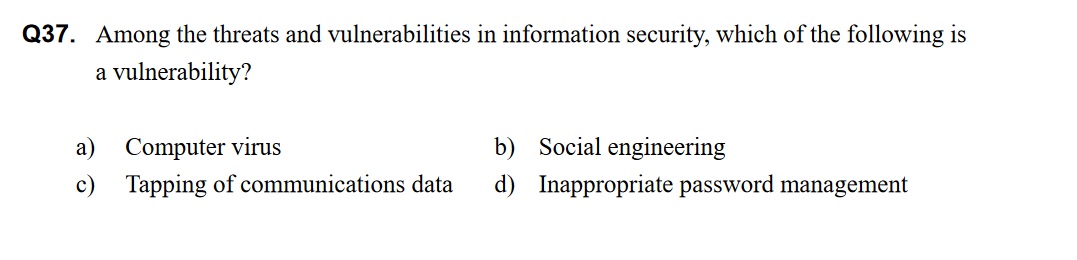 Q37. Among the threats and vulnerabilities in information security, which of the following is
a vulnerability?
a) Computer virus b) Social engineering
c) Tapping of communications data d) Inappropriate password management